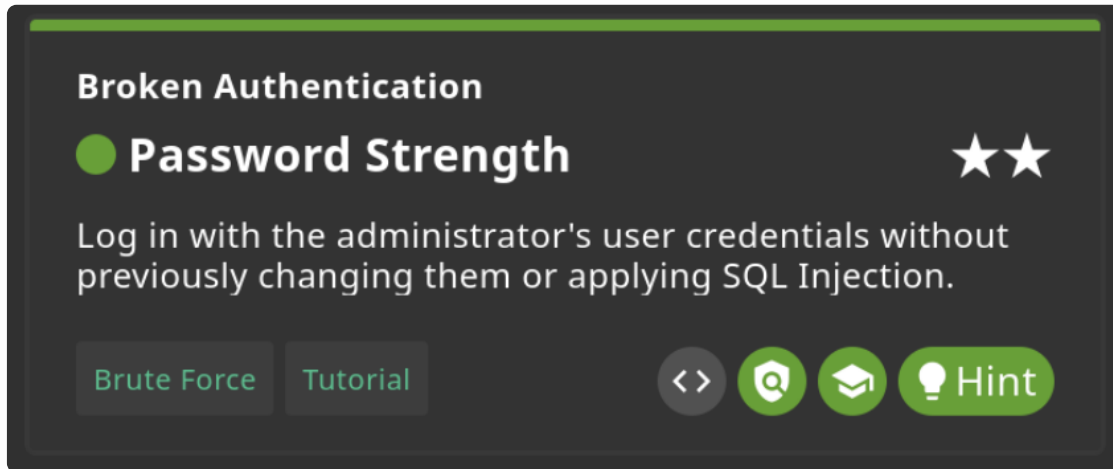 Broken Authentication
Password Strength
Log in with the administrator's user credentials without
previously changing them or applying SQL Injection.
Brute Force Tutorial <> Hint